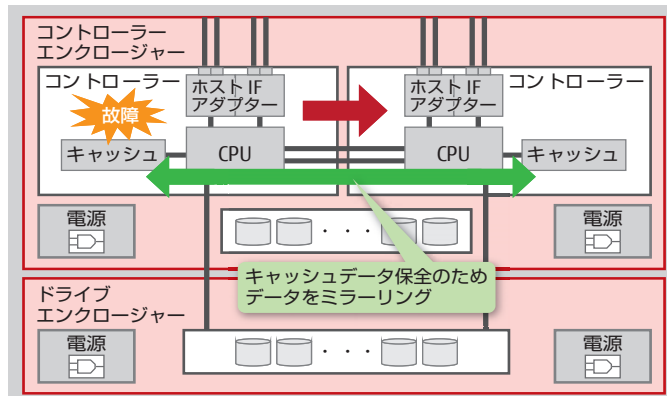 コントローラー
エンクロージャー
コントローラー
故障
ホスト IF
アダプター
キャッシュ
CPU
ホスト IF
アダプター
コントローラー
CPU
キャッシュ
電源
・・・
電源
キャッシュデータ保全のため
データをミラーリング
ドライブ
エンクロージャー
電源
・・・
電源